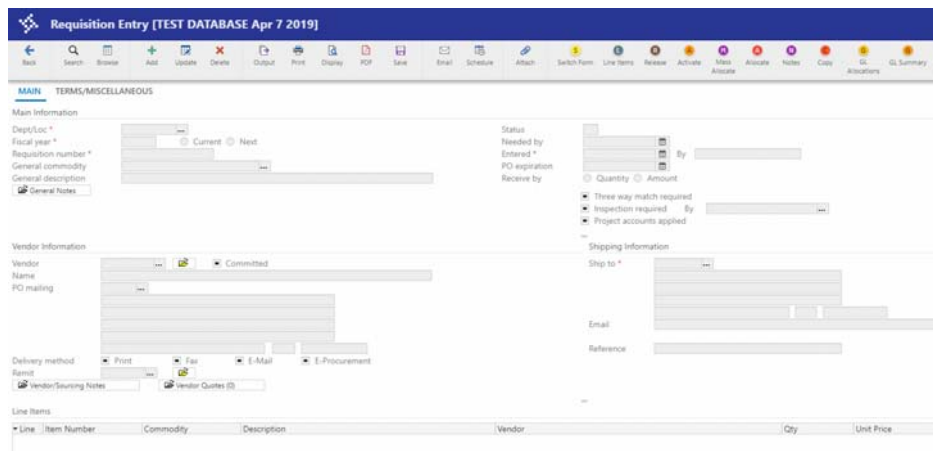 Requisition Entry [TEST DATABASE Apr 7 2019]
Back Search Browse Add Update Delete Output Print Display PDF Save Email Schedule Attach Switch Form Line Items Release Activate Mass Allocate Allocate Notes Copy GL Allocations GL Summary
MAIN TERMS/MISCELLANEOUS
Main Information
Dept/Loc * ...
Fiscal year * Current Next
Requisition number *
General commodity ...
General description
General Notes
Status
Needed by
Entered * By
PO expiration
Receive by Quantity Amount
Three way match required
Inspection required By ...
Project accounts applied
...
Vendor Information
Vendor ... Committed
Name
PO mailing ...
Delivery method Print Fax E-Mail E-Procurement
Remit ...
Vendor/Sourcing Notes Vendor Quotes (0)
Shipping Information
Ship to * ...
Email
Reference
...
Line Items
Line Item Number Commodity Description Vendor Qty Unit Price